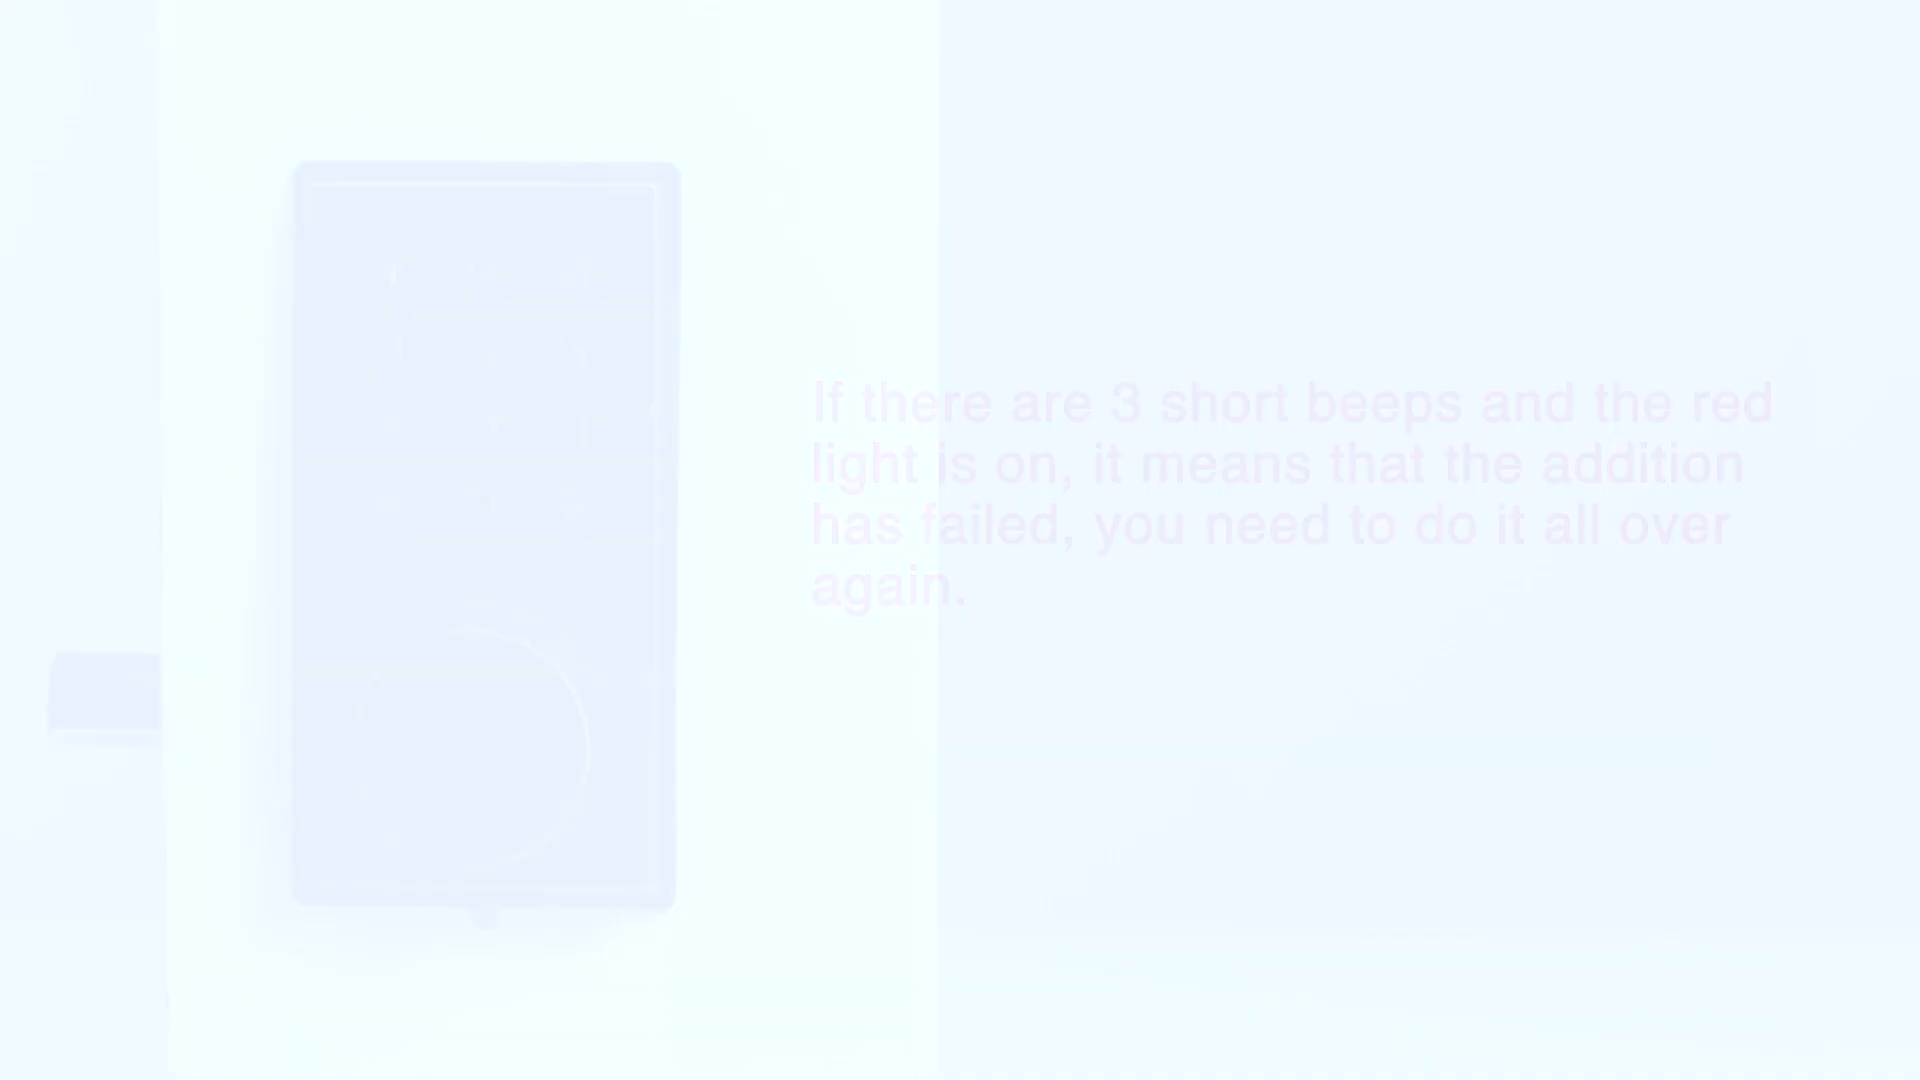 If there are 3 short beeps and the red
light is on, it means that the addition
has failed, you need to do it all over
again.